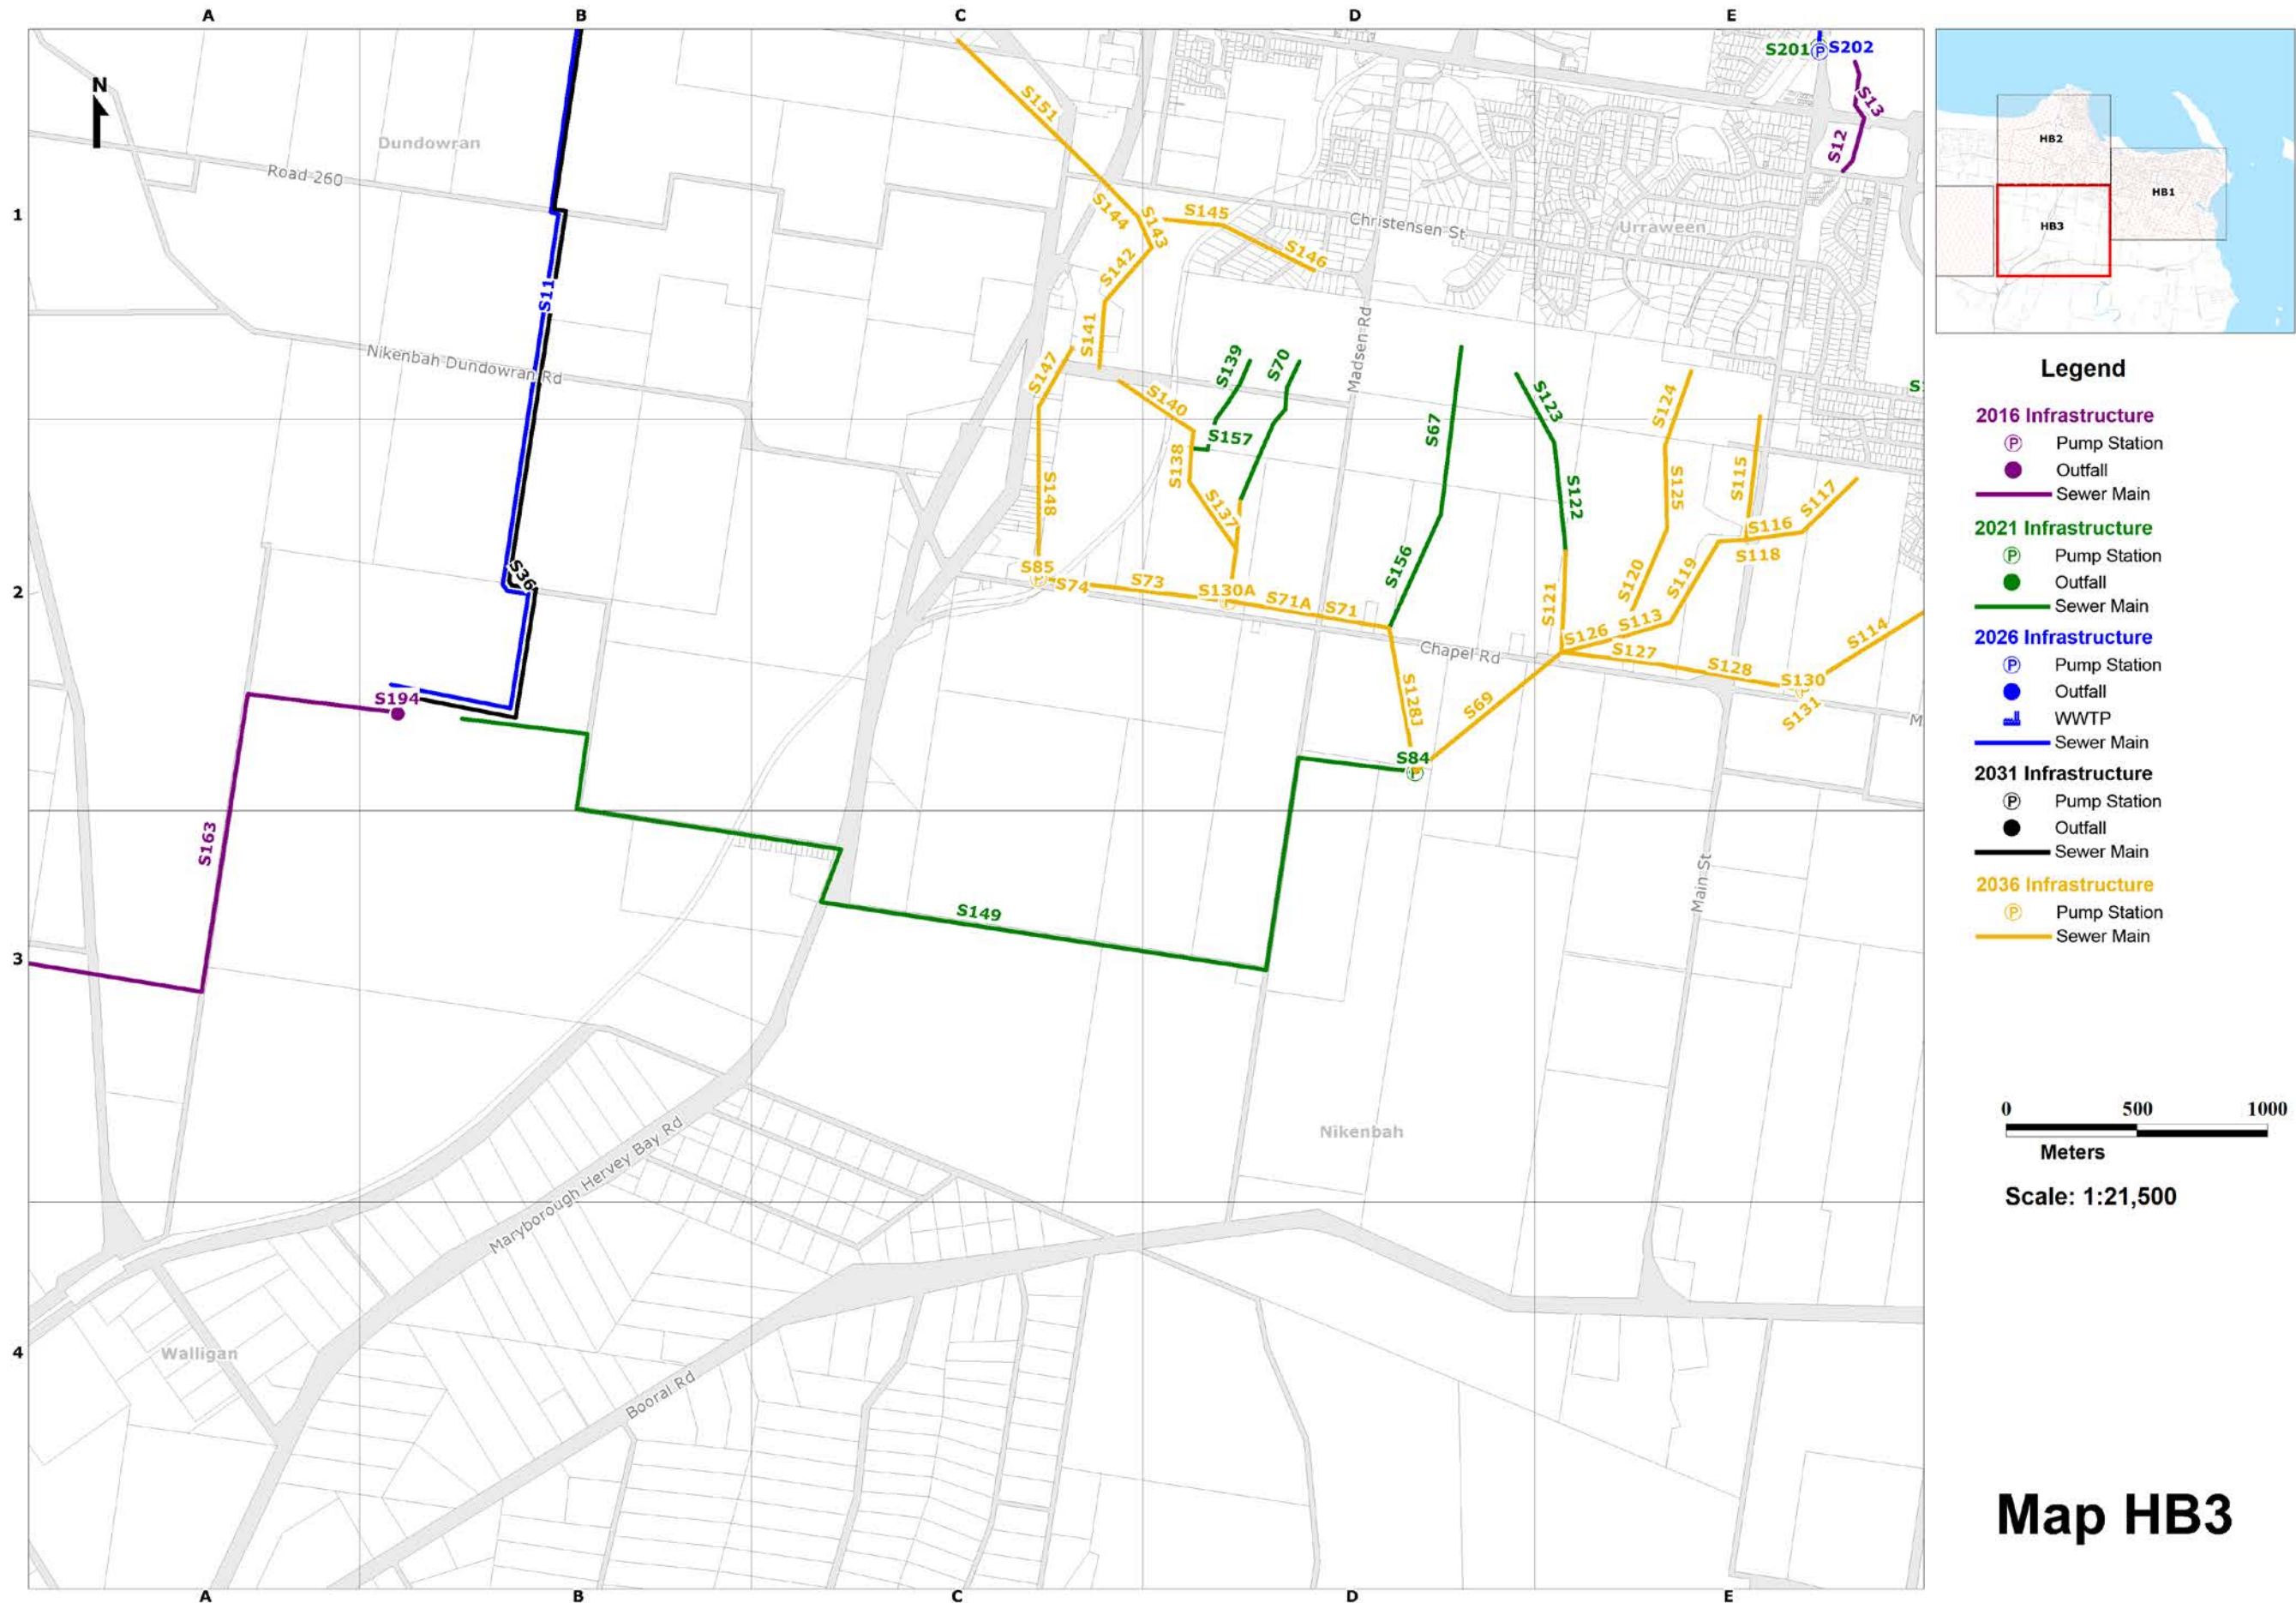 A B C D E
N
S201 P S202
S13
S12
S151
Dundowran
Road 260
1
S144
S143
S145
S146
Christensen St
Urraween
S142
S11
S141
Madsen Rd
Nikenbah Dundowran Rd
S147
S139
S70
S140
S157
S67
S123
S124
S138
S148
S137
S122
S125
S115
S117
S116
S118
S36
2
S85
P
S74
S73
S130A
S71A
S71
S156
S121
S120
S119
S126
S113
S127
S128
S114
Chapel Rd
S130
S131
S194
S128J
S69
S84
P
S163
S149
Main St
3
Nikenbah
Maryborough Hervey Bay Rd
4
Walligan
Booral Rd
A B C D E
HB2
HB1
HB3
Legend
2016 Infrastructure
P Pump Station
Outfall
Sewer Main
2021 Infrastructure
P Pump Station
Outfall
Sewer Main
2026 Infrastructure
P Pump Station
Outfall
WWTP
Sewer Main
2031 Infrastructure
P Pump Station
Outfall
Sewer Main
2036 Infrastructure
P Pump Station
Sewer Main
0 500 1000
Meters
Scale: 1:21,500
Map HB3